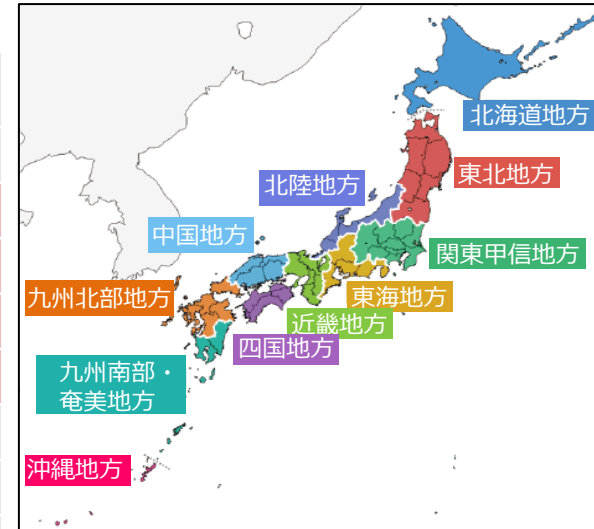 北海道地方
東北地方
北陸地方
中国地方
関東甲信地方
九州北部地方
東海地方
近畿地方
四国地方
九州南部・
奄美地方
沖縄地方